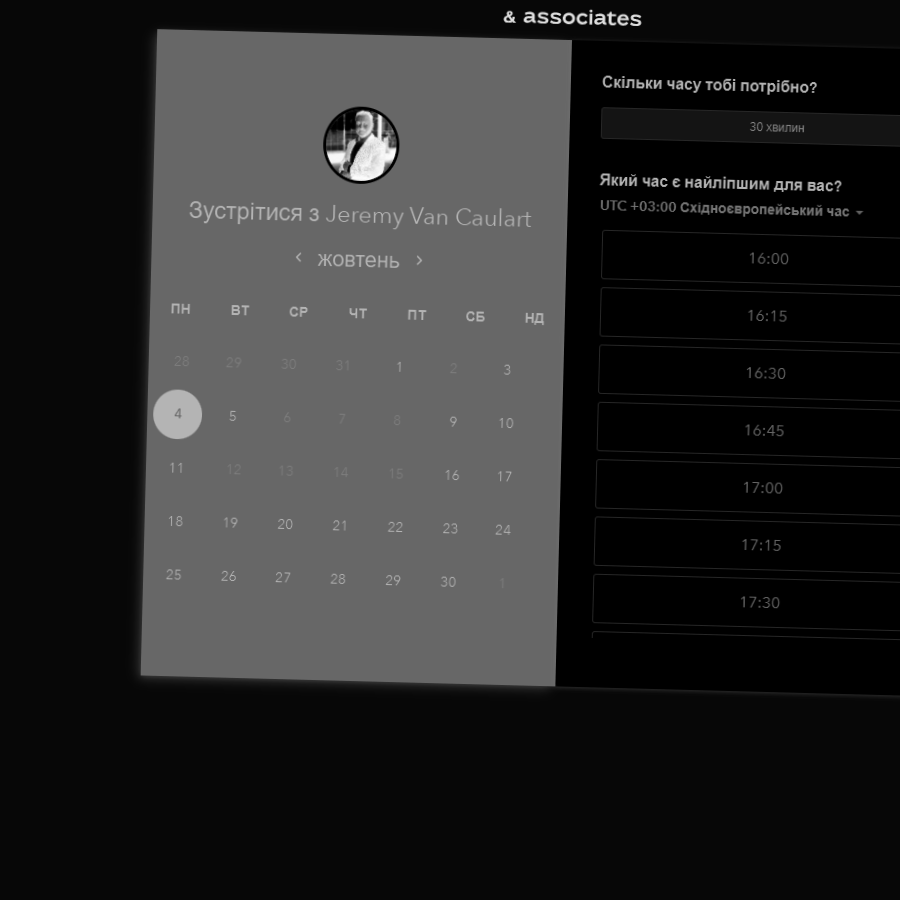 & associates
Зустрітися з Jeremy Van Caulart
жовтень
ПН ВТ СР ЧТ ПТ СБ НД
28 29 30 31 1 2 3
4 5 6 7 8 9 10
11 12 13 14 15 16 17
18 19 20 21 22 23 24
25 26 27 28 29 30 1
Скільки часу тобі потрібно?
30 хвилин
Який час є найліпшим для вас?
UTC +03:00 Східноєвропейський час
16:00
16:15
16:30
16:45
17:00
17:15
17:30